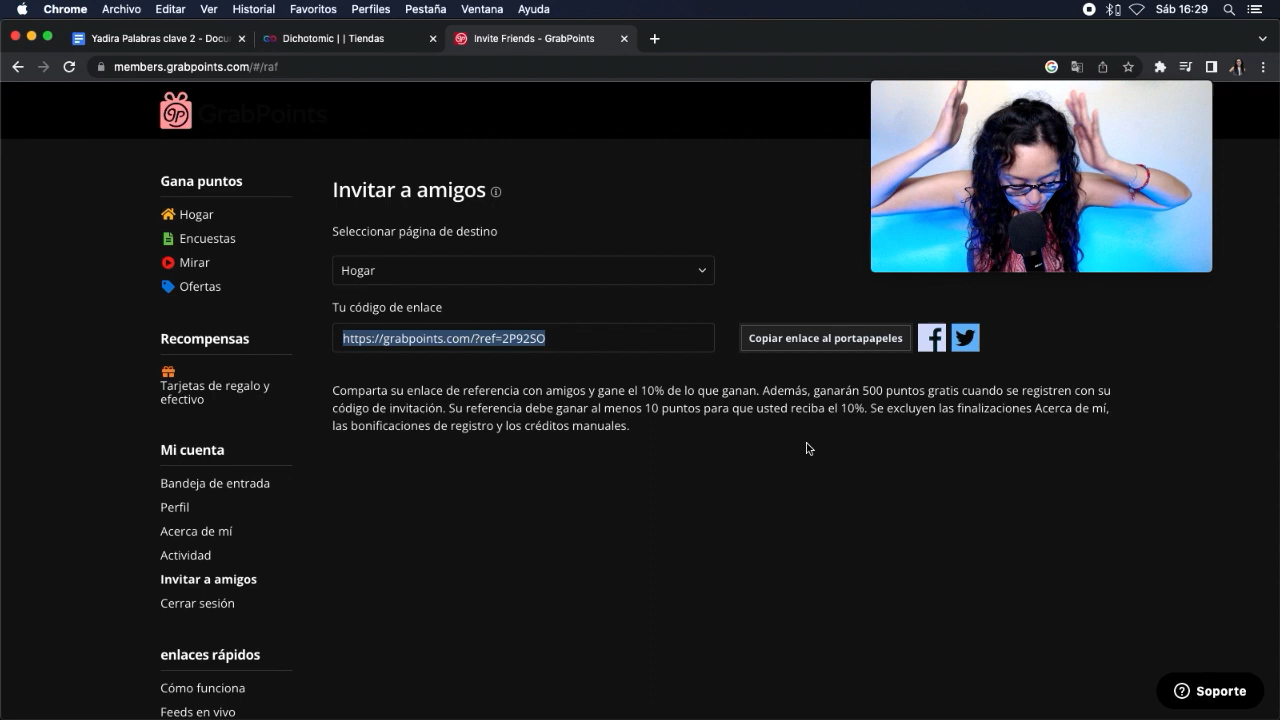 Chrome Archivo Editar Ver Historial Favoritos Perfiles Pestaña Ventana Ayuda Sáb 16:29
Yadira Palabras clave 2 - Docu
Dichotomic | | Tiendas
Invite Friends - GrabPoints
members.grabpoints.com/#/raf
GrabPoints
Gana puntos
Hogar
Encuestas
Mirar
Ofertas
Recompensas
Tarjetas de regalo y
efectivo
Mi cuenta
Bandeja de entrada
Perfil
Acerca de mí
Actividad
Invitar a amigos
Cerrar sesión
enlaces rápidos
Cómo funciona
Feeds en vivo
Invitar a amigos
Seleccionar página de destino
Hogar
Tu código de enlace
https://grabpoints.com/?ref=2P92SO
Copiar enlace al portapapeles
Comparta su enlace de referencia con amigos y gane el 10% de lo que ganan. Además, ganarán 500 puntos gratis cuando se registren con su
código de invitación. Su referencia debe ganar al menos 10 puntos para que usted reciba el 10%. Se excluyen las finalizaciones Acerca de mí,
las bonificaciones de registro y los créditos manuales.
Soporte